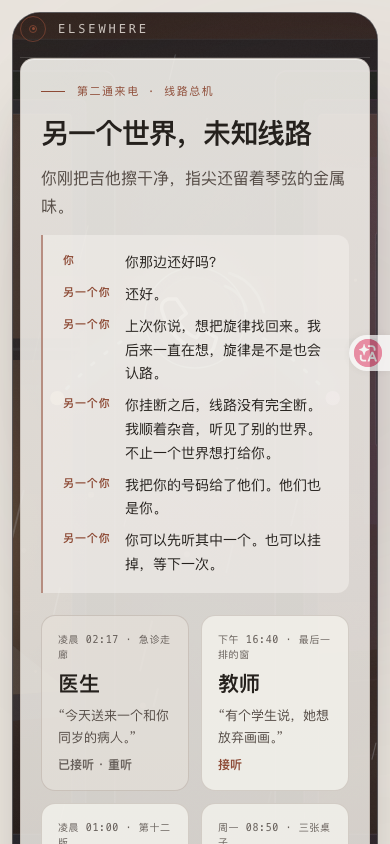 ELSEWHERE
第二通来电 · 线路总机
另一个世界，未知线路
你刚把吉他擦干净，指尖还留着琴弦的金属
味。
你 你那边还好吗？
另一个你 还好。
另一个你 上次你说，想把旋律找回来。我
后来一直在想，旋律是不是也会
认路。
另一个你 你挂断之后，线路没有完全断。
我顺着杂音，听见了别的世界。
不止一个世界想打给你。
另一个你 我把你的号码给了他们。他们也
是你。
另一个你 你可以先听其中一个。也可以挂
掉，等下一次。
凌晨 02:17 · 急诊走
廊
医生
“今天送来一个和你
同岁的病人。”
已接听 · 重听
下午 16:40 · 最后一
排的窗
教师
“有个学生说，她想
放弃画画。”
接听
凌晨 01:00 · 第十二
版
周一 08:50 · 三张桌
子